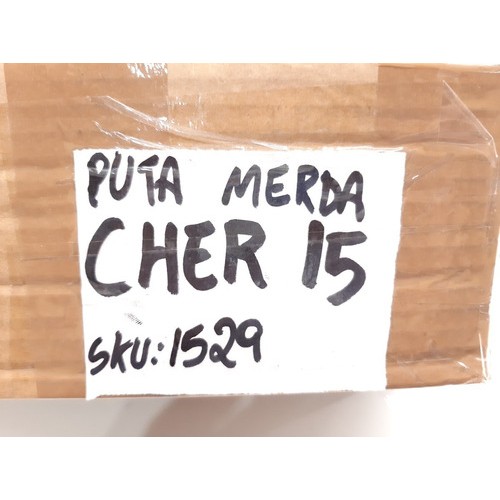 PUTA MERDA
CHER 15
SKU: 1529